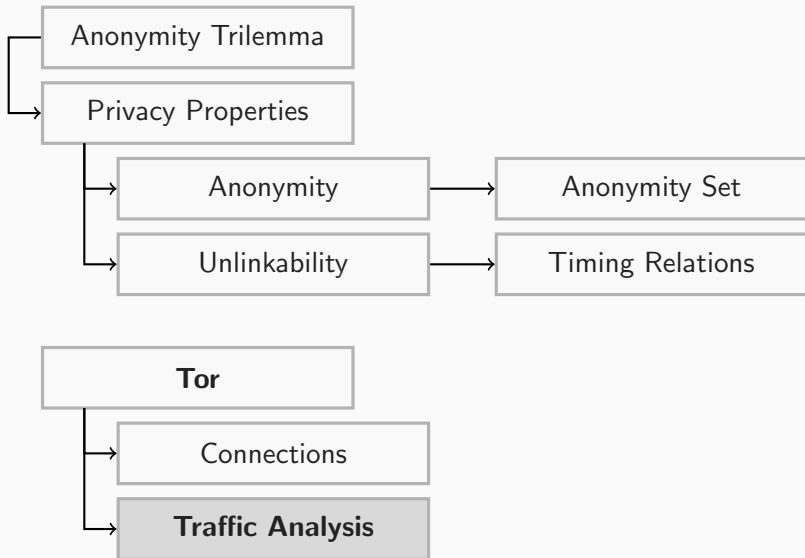 Anonymity Trilemma
Privacy Properties
Anonymity
Anonymity Set
Unlinkability
Timing Relations
Tor
Connections
Traffic Analysis